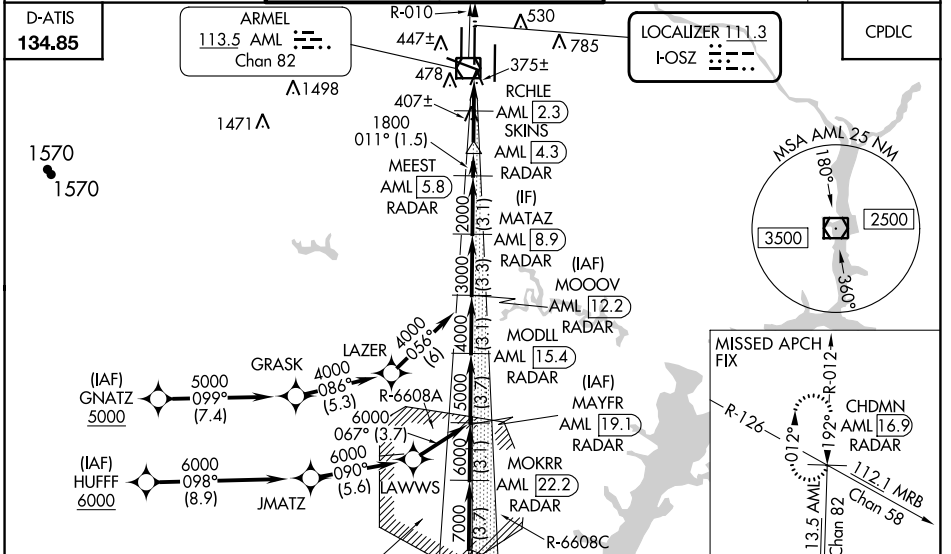 D-ATIS
134.85
ARMEL
113.5 AML
Chan 82
R-010
530
447±
785
478
375±
LOCALIZER 111.3
I-OSZ
CPDLC
1498
1471
407±
RCHLE
AML 2.3
1800
011° (1.5)
SKINS
AML 4.3
RADAR
1570
1570
MEEST
AML 5.8
RADAR
2000
(3.1)
(IF)
MATAZ
AML 8.9
RADAR
MSA AML 25 NM
180°
3500
2500
360°
3000
(3.3)
(IAF)
MOOOV
AML 12.2
RADAR
4000
(3.1)
MODLL
AML 15.4
RADAR
(IAF)
GNATZ
5000
5000
099°
(7.4)
GRASK
4000
086°
(5.3)
LAZER
4000
056°
(6)
R-6608A
5000
(3.7)
(IAF)
MAYFR
AML 19.1
RADAR
(IAF)
HUFFF
6000
6000
098°
(8.9)
JMATZ
6000
090°
(5.6)
LAWWS
6000
067° (3.7)
6000
(3.1)
MOKRR
AML 22.2
RADAR
7000
(3.7)
R-6608C
MISSED APCH
FIX
R-012
R-126
012°
192°
CHDMN
AML 16.9
RADAR
112.1 MRB
Chan 58
13.5 AML
Chan 82